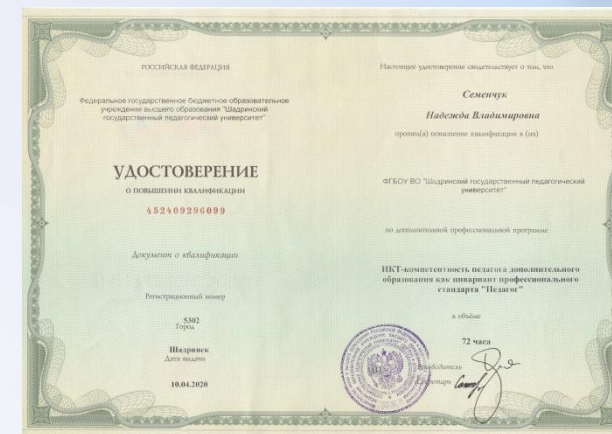 РОССИЙСКАЯ ФЕДЕРАЦИЯ
Федеральное государственное бюджетное образовательное
учреждение высшего образования "Шадринский
государственный педагогический университет"
УДОСТОВЕРЕНИЕ
О ПОВЫШЕНИИ КВАЛИФИКАЦИИ
452409296099
Документ о квалификации
Регистрационный номер
5302
Город
Шадринск
Дата выдачи
10.04.2020
Настоящее удостоверение свидетельствует о том, что
Семенчук
Надежда Владимировна
прошел(а) повышение квалификации в (на)
ФГБОУ ВО "Шадринский государственный педагогический
университет"
по дополнительной профессиональной программе
ИКТ-компетентность педагога дополнительного
образования как инвариант профессионального
стандарта "Педагог"
в объёме
72 часа
Руководитель
Секретарь